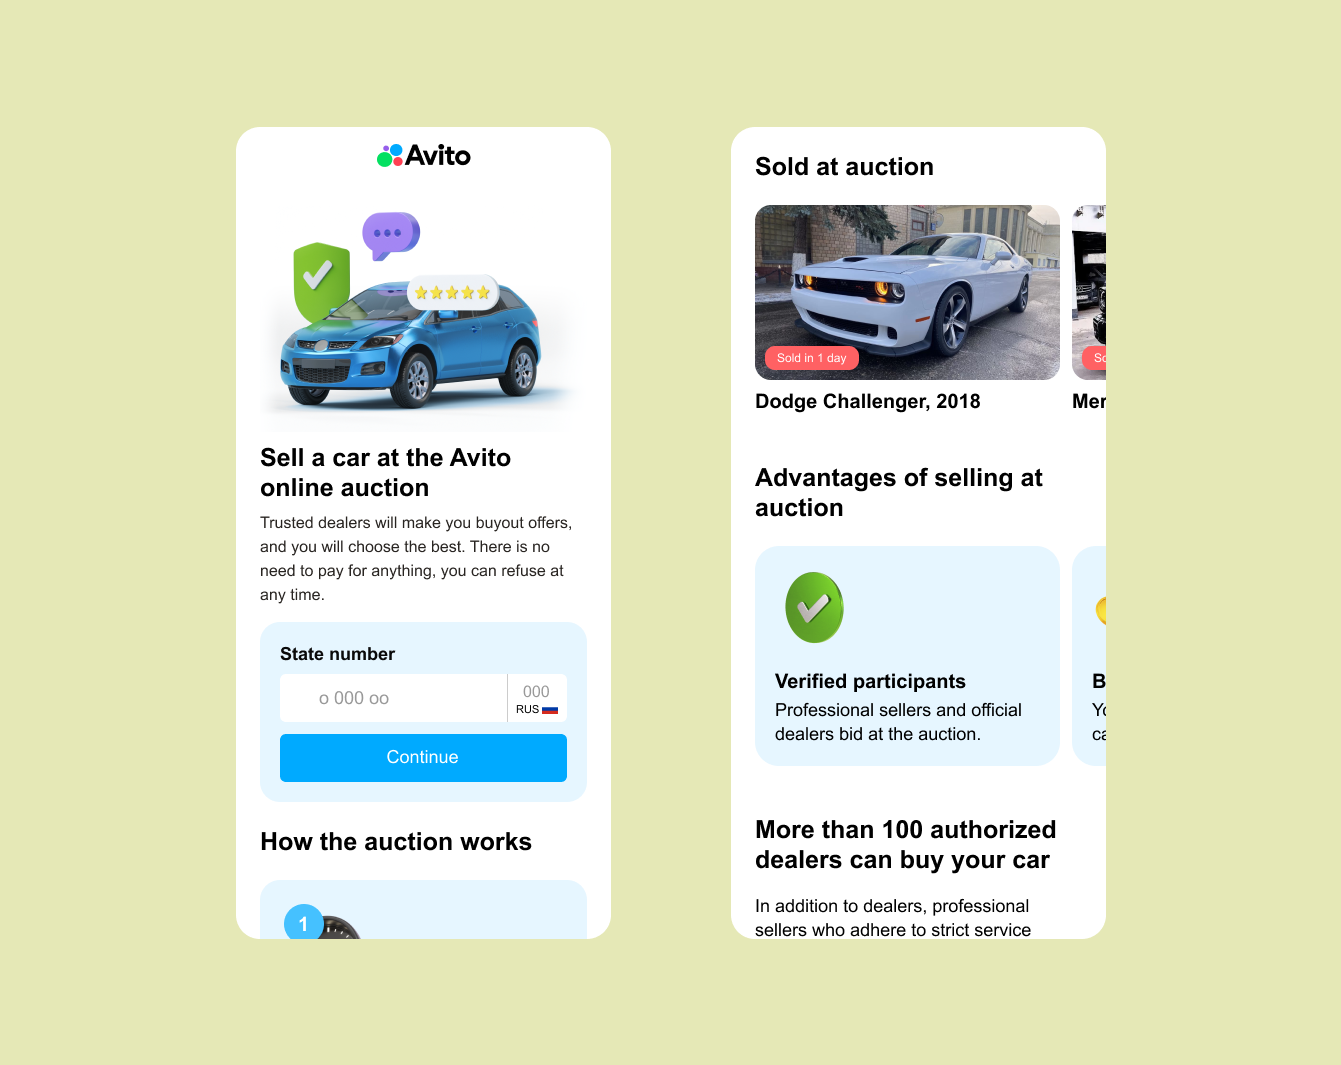 Avito
Sell a car at the Avito
online auction
Trusted dealers will make you buyout offers,
and you will choose the best. There is no
need to pay for anything, you can refuse at
any time.
State number
o 000 oo
000
RUS
Continue
How the auction works
1
Sold at auction
Sold in 1 day
So
Dodge Challenger, 2018
Mer
Advantages of selling at
auction
Verified participants
Professional sellers and official
dealers bid at the auction.
B
Yo
ca
More than 100 authorized
dealers can buy your car
In addition to dealers, professional
sellers who adhere to strict service